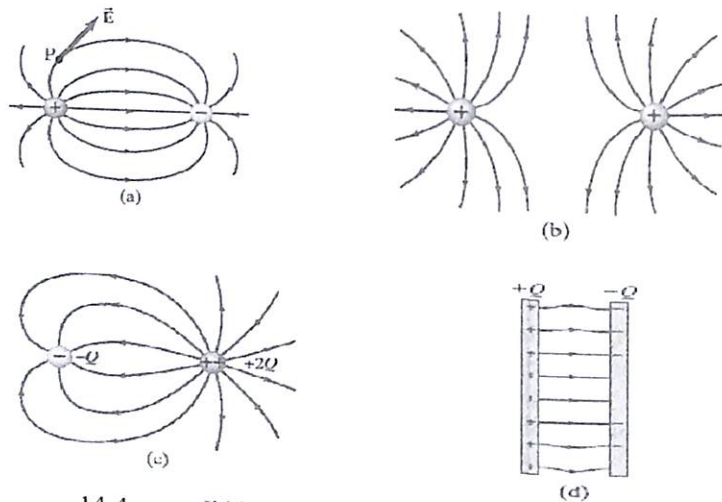 P E⃗
+ −
(a)
+ +
(b)
− −Q ++ +2Q
(c)
+Q −Q
(d)
14.4